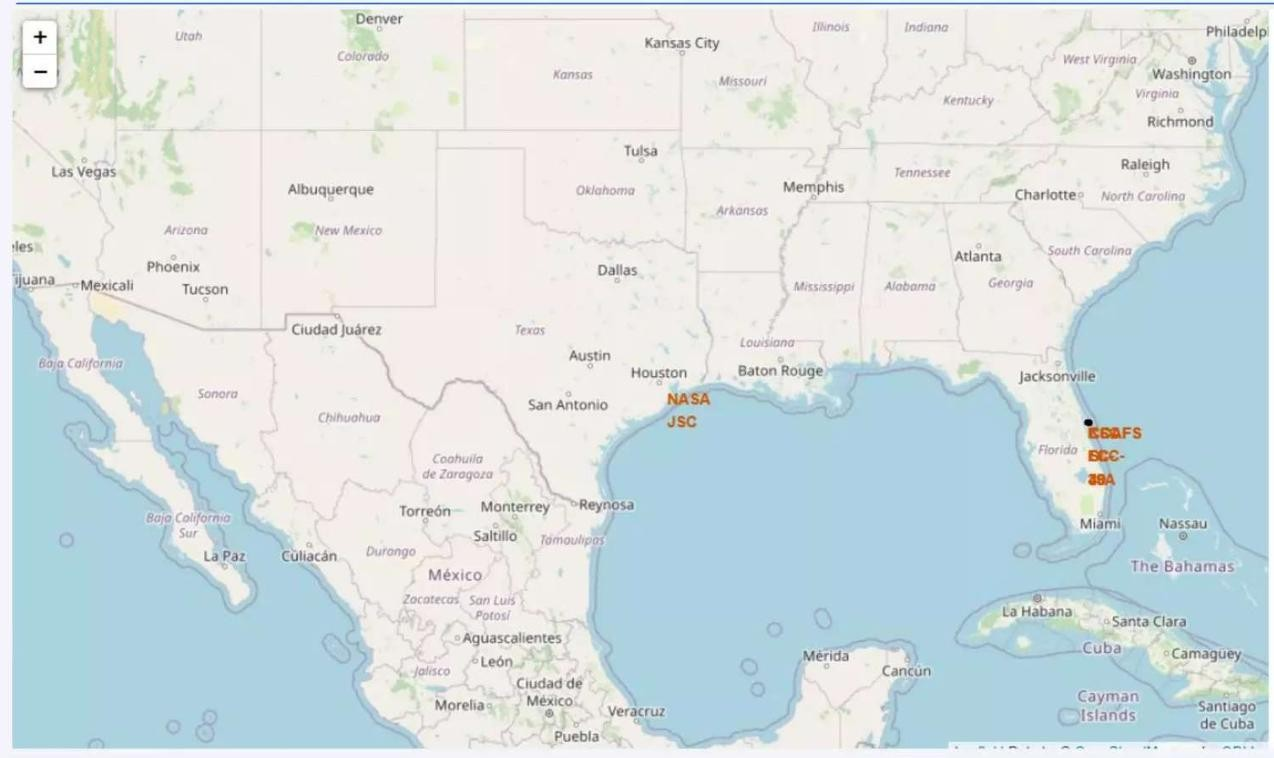 +
−
Denver
Utah
Colorado
Kansas City
Kansas
Missouri
Illinois
Indiana
Philadelp
West Virginia
Washington
Virginia
Kentucky
Richmond
Las Vegas
Albuquerque
Tulsa
Oklahoma
Memphis
Tennessee
Raleigh
Charlotte
North Carolina
Arkansas
Arizona
New Mexico
eles
Phoenix
Tucson
Dallas
Atlanta
South Carolina
Georgia
Mississippi
Alabama
ijuana
Mexicali
Ciudad Juárez
Texas
Louisiana
Baja California
Austin
Houston
Baton Rouge
Jacksonville
Sonora
Chihuahua
San Antonio
NASA
JSC
Florida
Coahuila
de Zaragoza
Torreón
Monterrey
Reynosa
Saltillo
Tamaulipas
Miami
Nassau
Baja California
Sur
La Paz
Culiacán
Durango
México
The Bahamas
Zacatecas
San Luis
Potosí
La Habana
Santa Clara
Aguascalientes
Cuba
Camagüey
León
Jalisco
Mérida
Cancún
Ciudad de
México
Morelia
Veracruz
Puebla
Cayman
Islands
Santiago
de Cuba